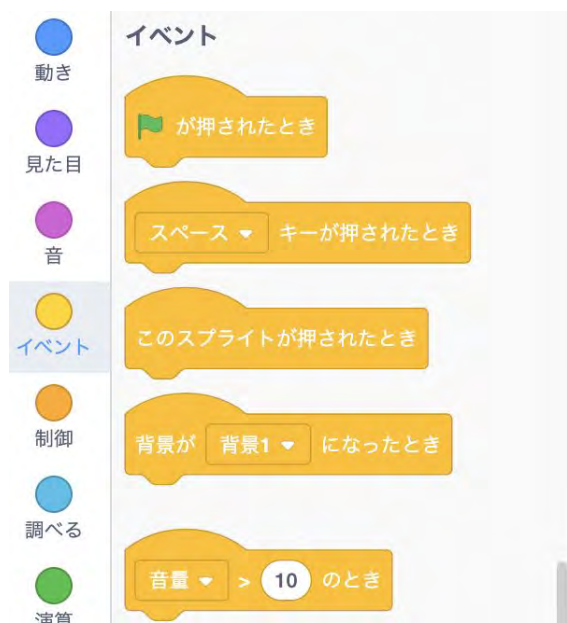 動き
見た目
音
イベント
制御
調べる
演算
イベント
が押されたとき
スペース キーが押されたとき
このスプライトが押されたとき
背景が 背景1 になったとき
音量 > 10 のとき